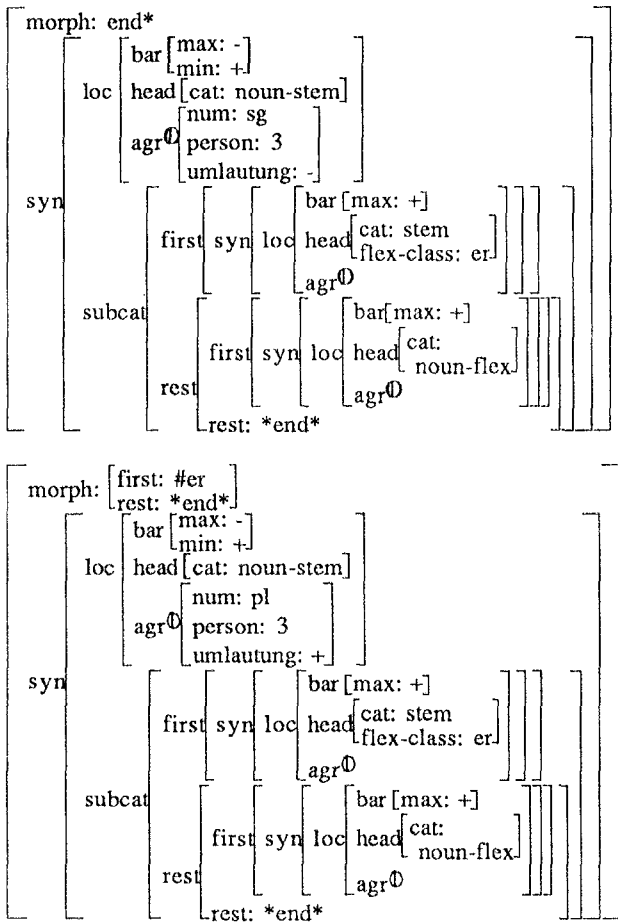 morph: end*
bar [max: -
min: +]
loc head [cat: noun-stem]
num: sg
agr① person: 3
umlautung: -
syn
bar [max: +]
first syn loc head cat: stem
flex-class: er
agr①
subcat
bar[max: +]
first syn loc head cat:
noun-flex
rest agr①
rest: *end*
morph: [first: #er
rest: *end*]
bar [max: -
min: +]
loc head [cat: noun-stem]
num: pl
agr① person: 3
umlautung: +
syn
bar [max: +]
first syn loc head cat: stem
flex-class: er
agr①
subcat
bar [max: +]
first syn loc head cat:
noun-flex
rest agr①
rest: *end*